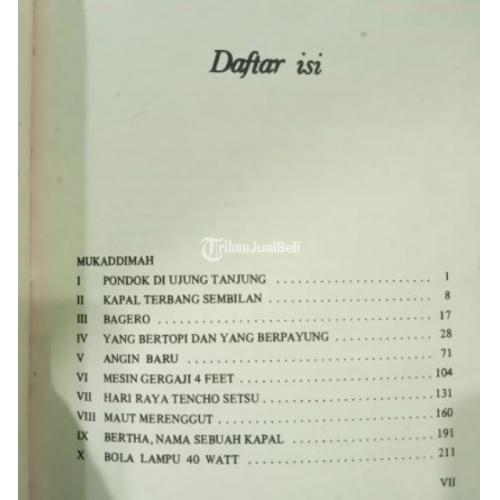 Daftar isi
TribunJualBeli
MUKADDIMAH
I PONDOK DI UJUNG TANJUNG ........................ 1
II KAPAL TERBANG SEMBILAN ........................ 8
III BAGERO ........................ 17
IV YANG BERTOPI DAN YANG BERPAYUNG ........................ 28
V ANGIN BARU ........................ 71
VI MESIN GERGAJI 4 FEET ........................ 104
VII HARI RAYA TENCHO SETSU ........................ 131
VIII MAUT MERENGGUT ........................ 160
IX BERTHA, NAMA SEBUAH KAPAL ........................ 191
X BOLA LAMPU 40 WATT ........................ 211
VII